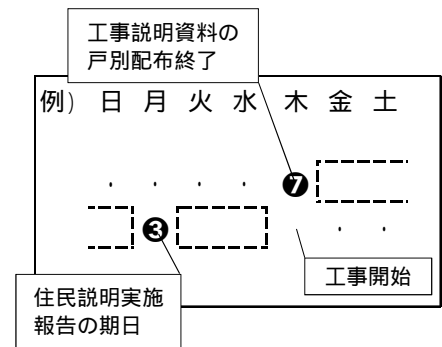 工事説明資料の
戸別配布終了
例) 日 月 火 水 木 金 土
❼
❸
工事開始
住民説明実施
報告の期日